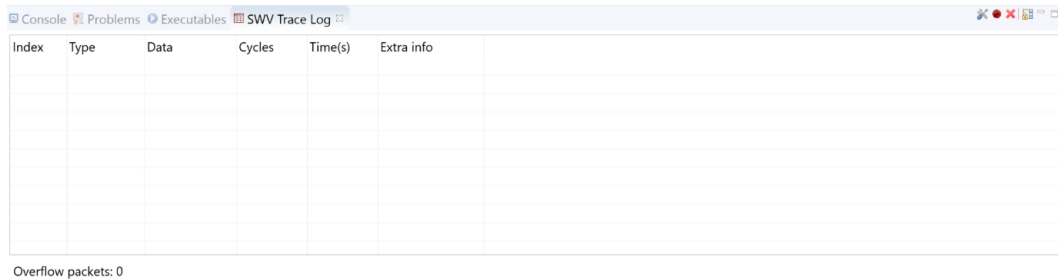 Console Problems Executables SWV Trace Log
Index Type Data Cycles Time(s) Extra info
Overflow packets: 0